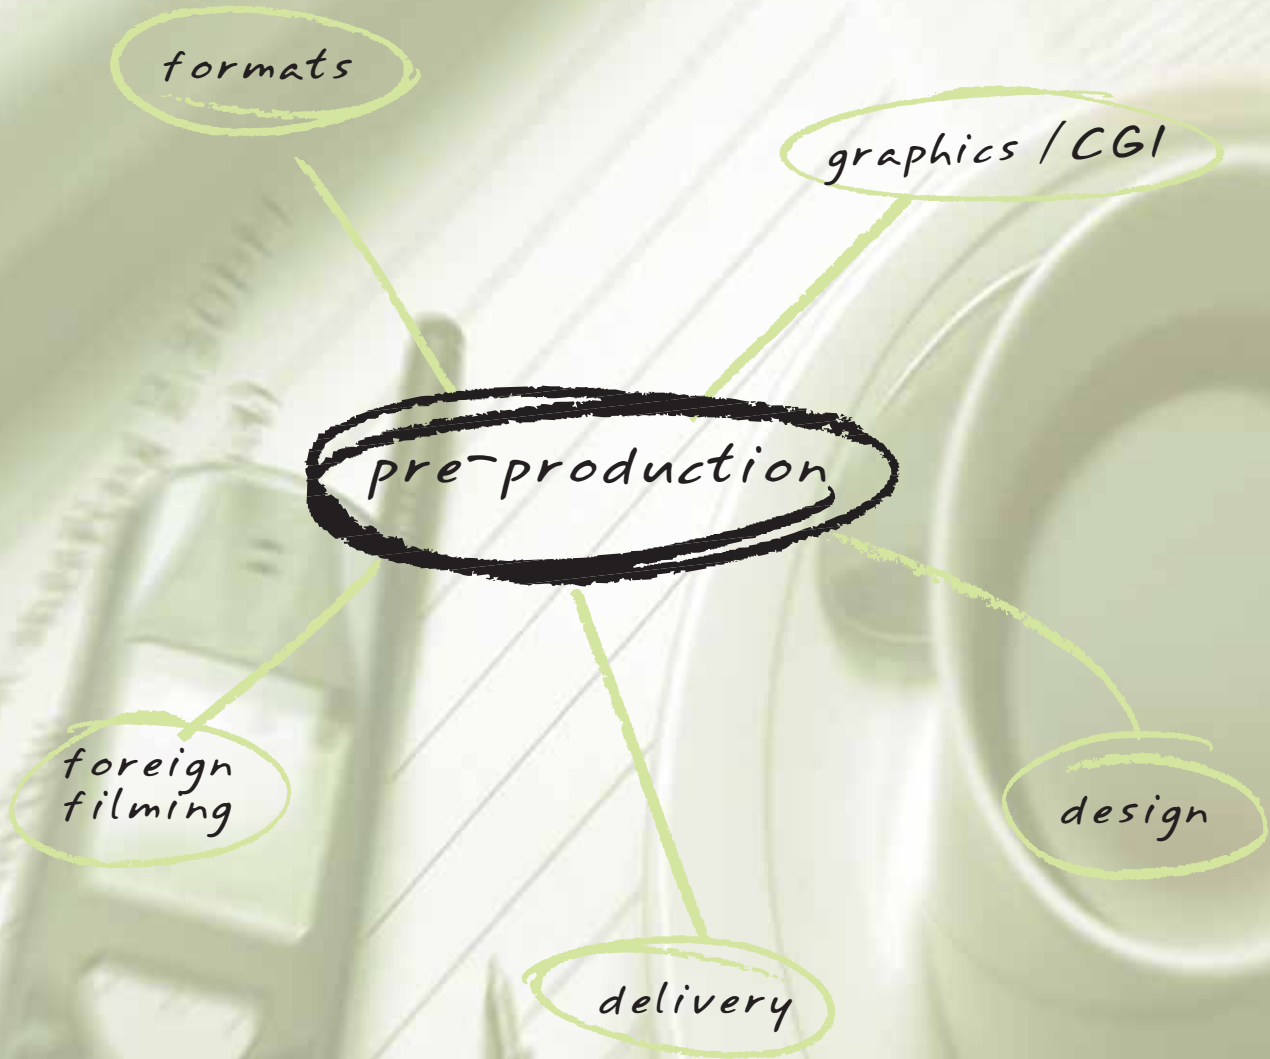 formats
graphics / CGI
pre-production
foreign
filming
design
delivery